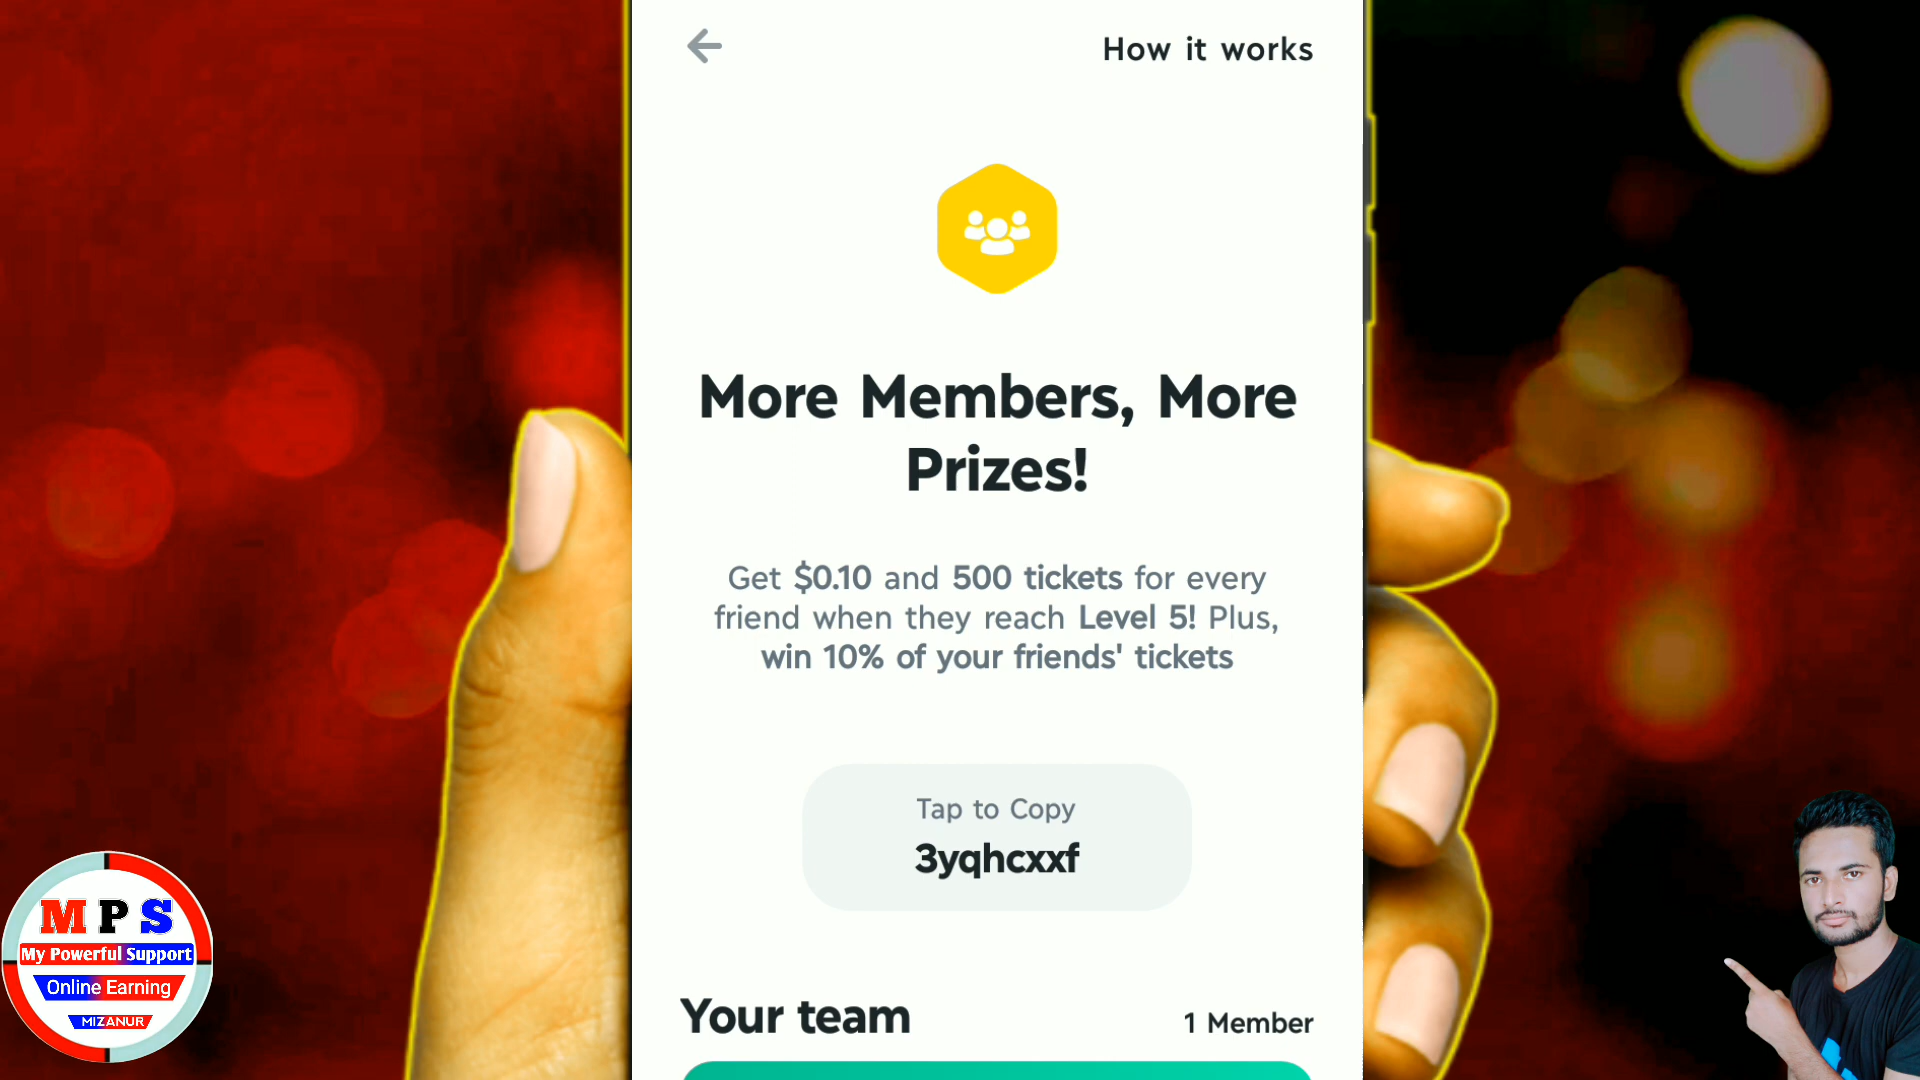 How it works
More Members, More
Prizes!
Get $0.10 and 500 tickets for every
friend when they reach Level 5! Plus,
win 10% of your friends' tickets
Tap to Copy
3yqhcxxf
Your team
1 Member
M P S
My Powerful Support
Online Earning
MIZANUR